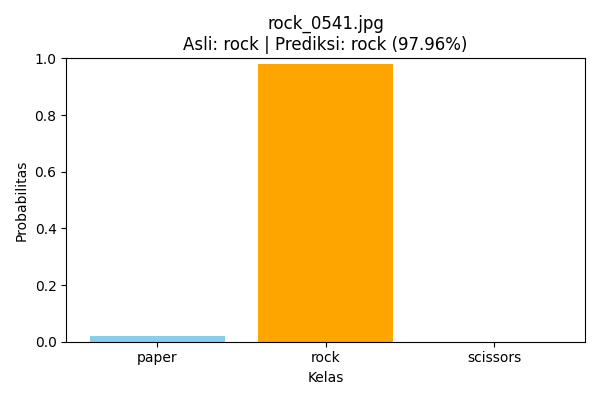 rock_0541.jpg
Asli: rock | Prediksi: rock (97.96%)
1.0
0.8
0.6
0.4
0.2
0.0
Probabilitas
paper rock scissors
Kelas